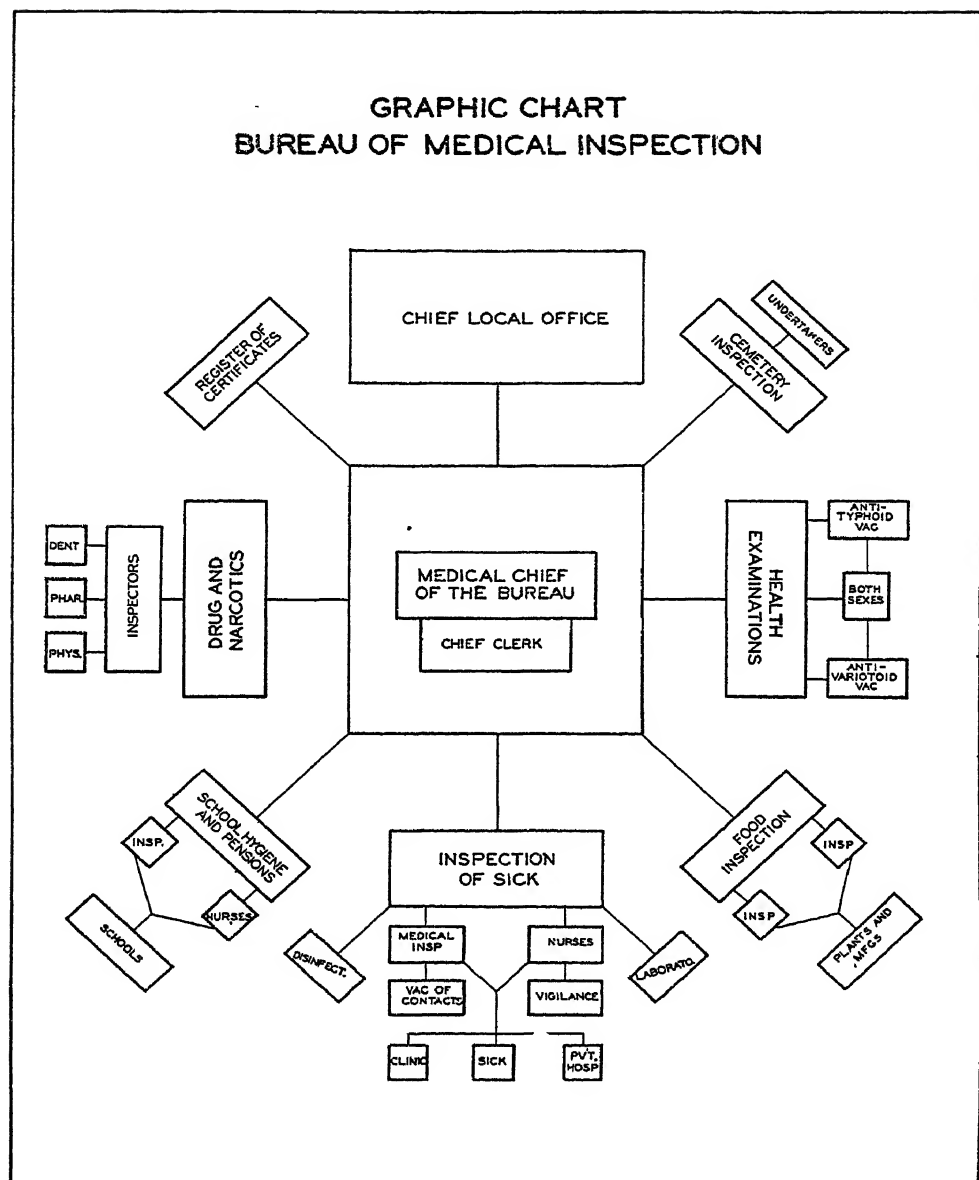 GRAPHIC CHART
BUREAU OF MEDICAL INSPECTION
CHIEF LOCAL OFFICE
REGISTER OF
CERTIFICATES
UNDERTAKERS
CEMETERY
INSPECTION
MEDICAL CHIEF
OF THE BUREAU
CHIEF CLERK
DENT
PHAR.
PHYS.
INSPECTORS
DRUG AND
NARCOTICS
HEALTH
EXAMINATIONS
ANTI-
TYPHOID
VAC
BOTH
SEXES
ANTI-
VARIOTOID
VAC
SCHOOL HYGIENE
AND PENSIONS
INSP.
NURSES
SCHOOLS
INSPECTION
OF SICK
DISINFECT.
MEDICAL
INSP
NURSES
LABORATO.
VAC OF
CONTACTS
VIGILANCE
CLINIC
SICK
PVT.
HOSP
FOOD
INSPECTION
INSP
INSP
PLANTS AND
MFGS